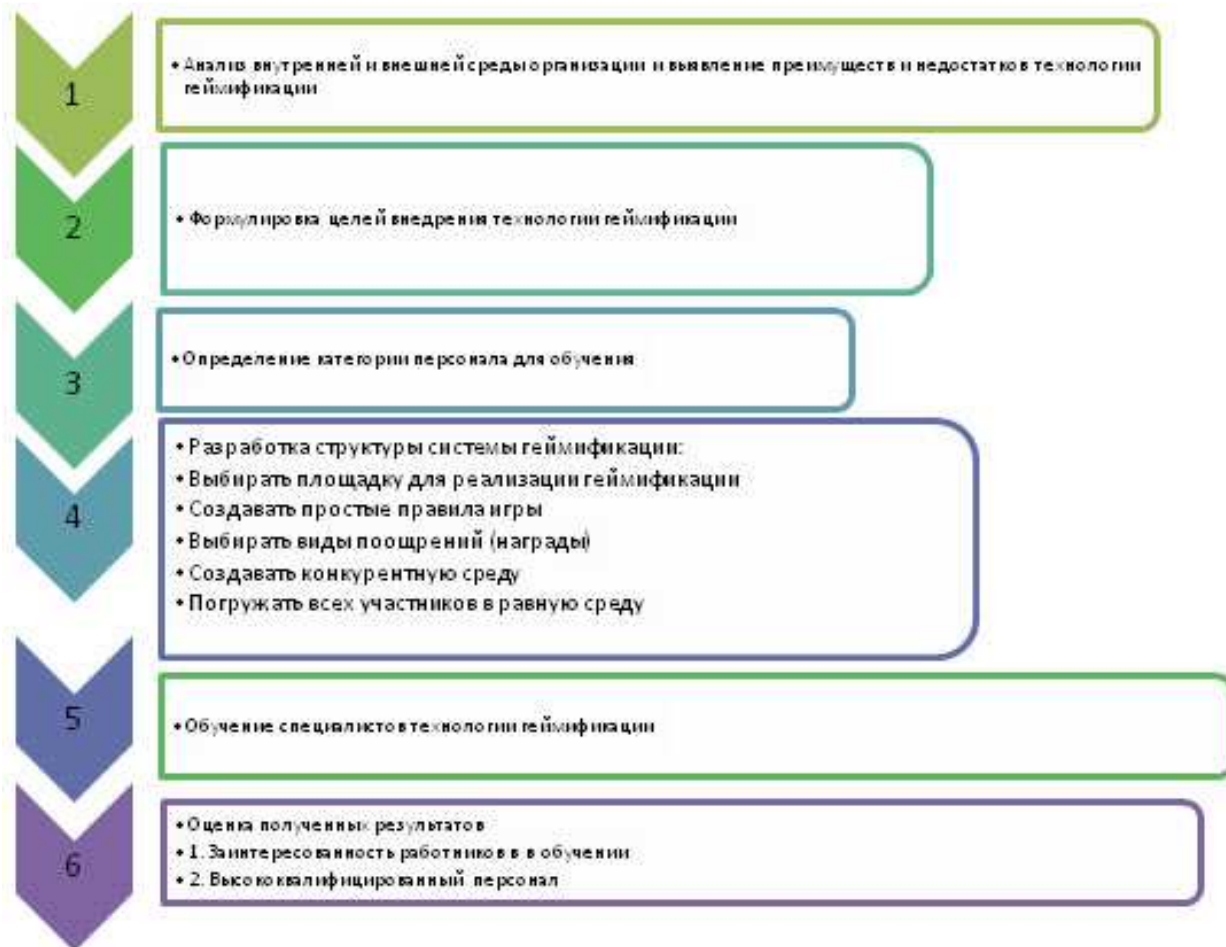 1
• Анализ внутренней и внешней среды организации и выявление преимуществ и недостатков технологии
геймификации
2
• Формулировка целей внедрения технологии геймификации
3
• Определение категории персонала для обучения
4
• Разработка структуры системы геймификации:
• Выбирать площадку для реализации геймификации
• Создавать простые правила игры
• Выбирать виды поощрений (награды)
• Создавать конкурентную среду
• Погружать всех участников в равную среду
5
• Обучение специалистов технологии геймификации
6
• Оценка полученных результатов
• 1. Заинтересованность работников в в обучении
• 2. Высококвалифицированный персонал